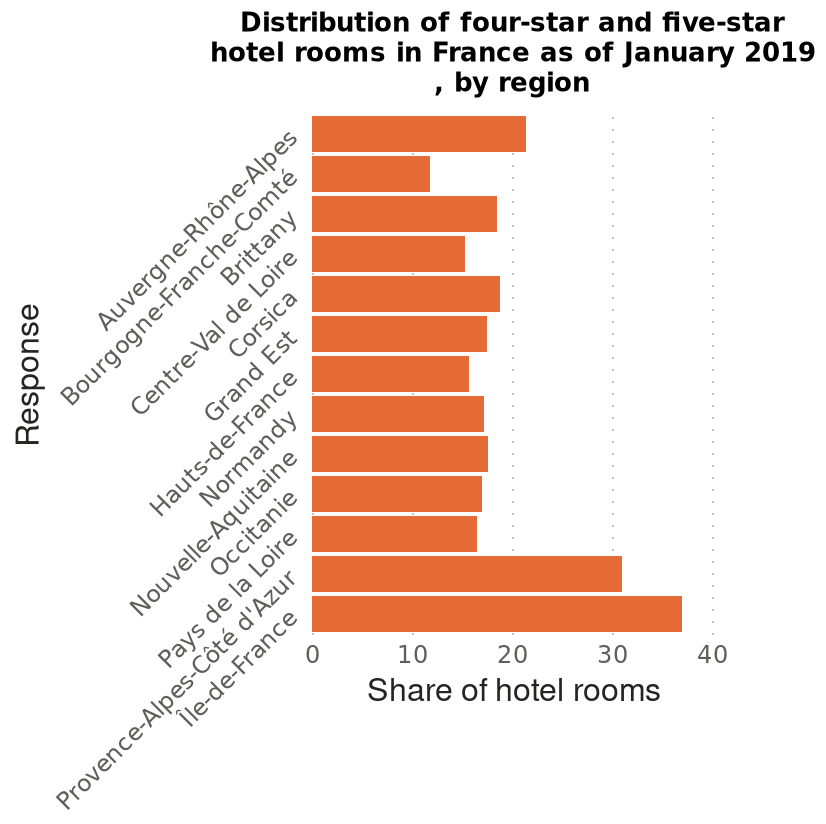 Distribution of four-star and five-star
hotel rooms in France as of January 2019
, by region
Response
Auvergne-Rhône-Alpes
Bourgogne-Franche-Comté
Brittany
Centre-Val de Loire
Corsica
Grand Est
Hauts-de-France
Normandy
Nouvelle-Aquitaine
Occitanie
Pays de la Loire
Provence-Alpes-Côté d'Azur
Île-de-France
0 10 20 30 40
Share of hotel rooms